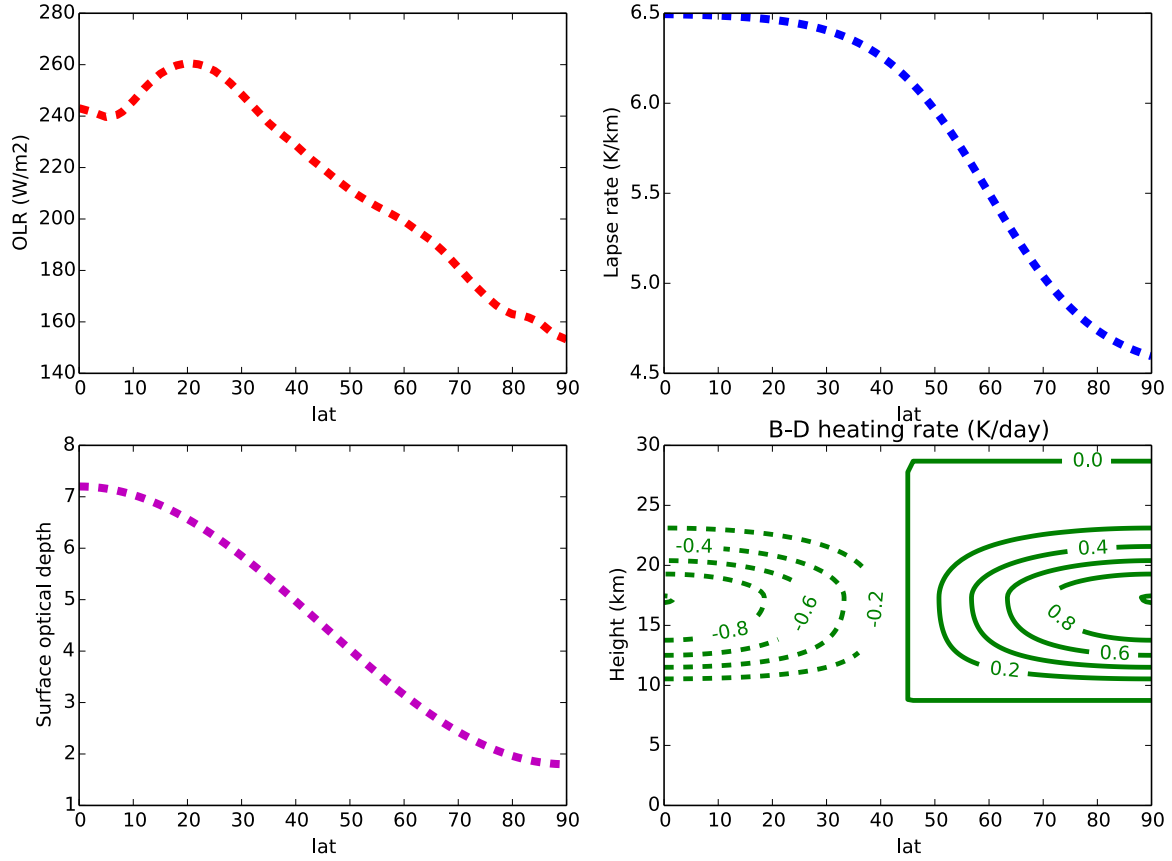 260
240
220
200
180
160
140
OLR (W/m2)
0 10 20 30 40 50 60 70 80 90
lat
6.5
6.0
5.5
5.0
4.5
Lapse rate (K/km)
0 10 20 30 40 50 60 70 80 90
lat
8
7
6
5
4
3
2
1
Surface optical depth
0 10 20 30 40 50 60 70 80 90
lat
B-D heating rate (K/day)
30
25
20
15
10
5
0
Height (km)
0.0
-0.4
0.4
-0.2
-0.6
-0.8
0.8
0.6
0.2
0 10 20 30 40 50 60 70 80 90
lat